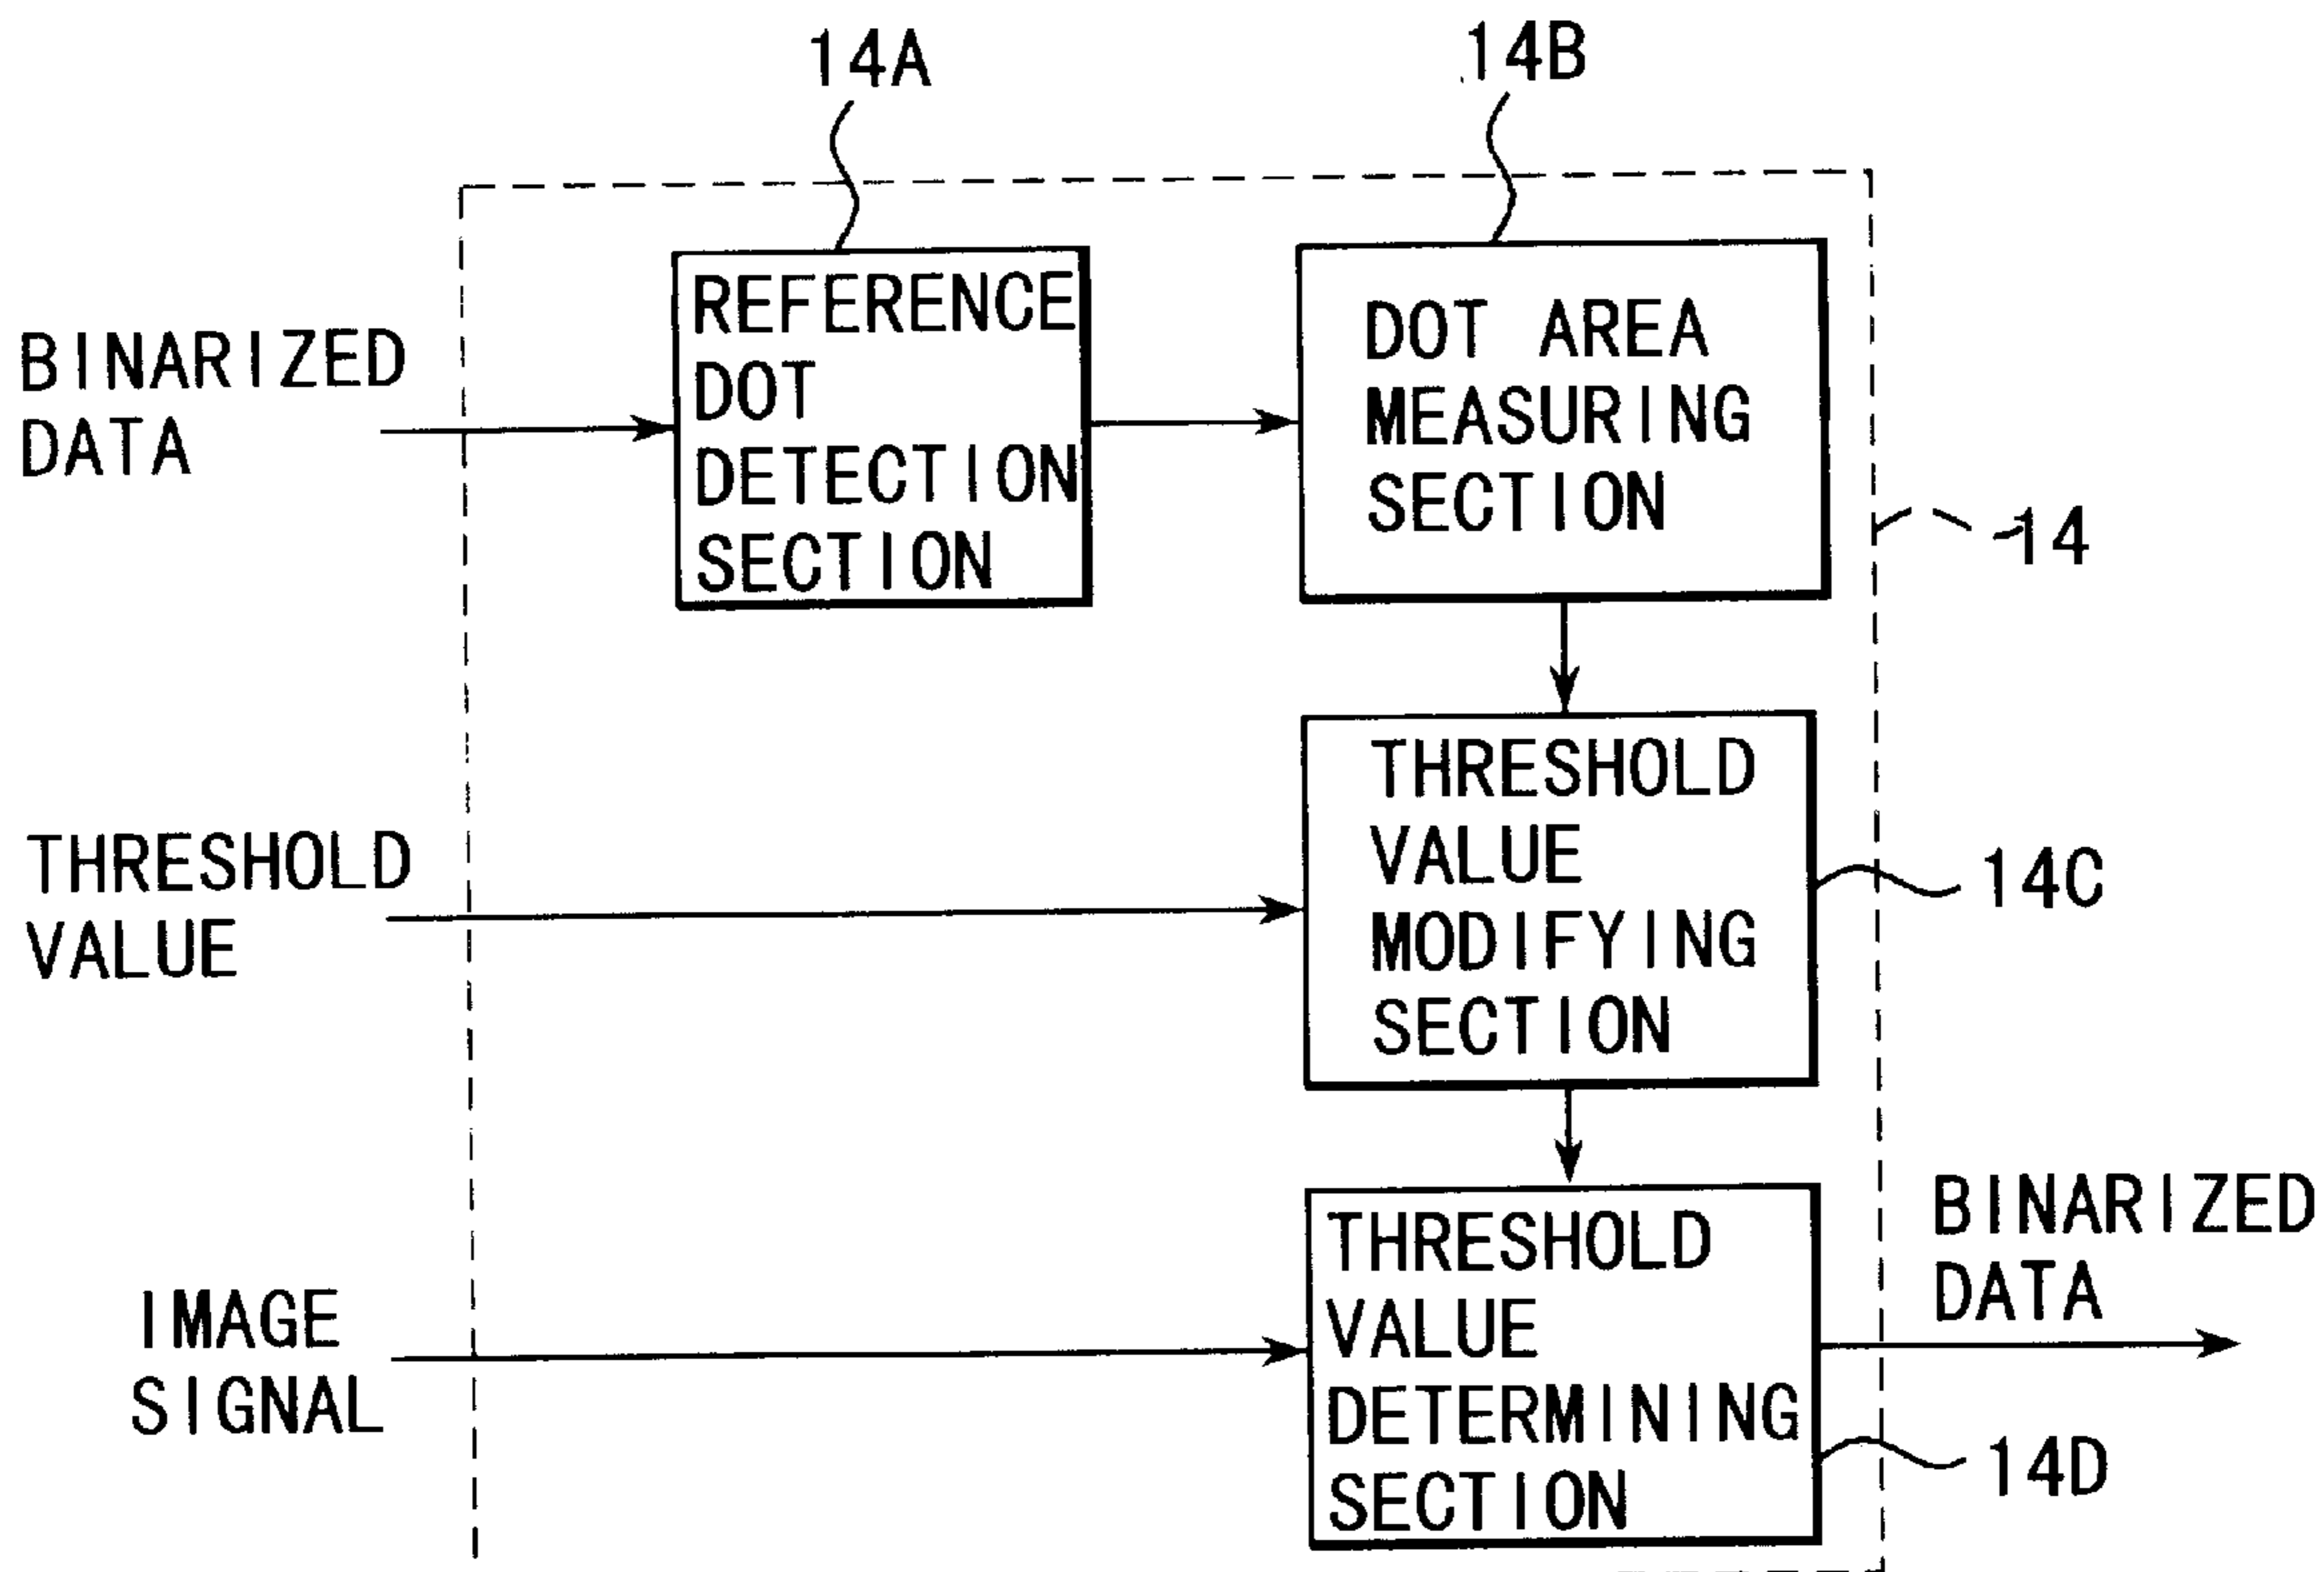 14A
14B
BINARIZED
DATA
REFERENCE
DOT
DETECTION
SECTION
DOT AREA
MEASURING
SECTION
14
THRESHOLD
VALUE
THRESHOLD
VALUE
MODIFYING
SECTION
14C
IMAGE
SIGNAL
THRESHOLD
VALUE
DETERMINING
SECTION
BINARIZED
DATA
14D